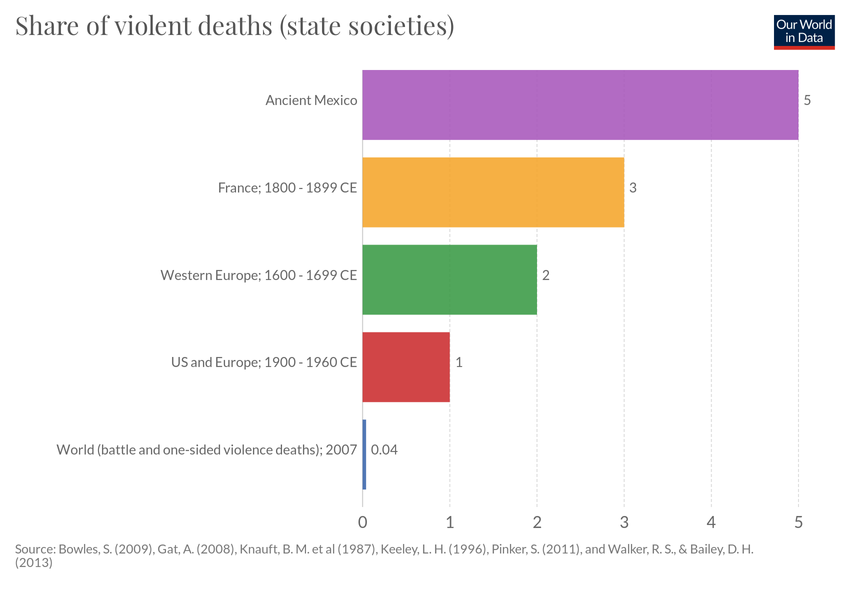 Share of violent deaths (state societies)
Our World
in Data
Ancient Mexico
5
France; 1800 - 1899 CE
3
Western Europe; 1600 - 1699 CE
2
US and Europe; 1900 - 1960 CE
1
World (battle and one-sided violence deaths); 2007
0.04
0 1 2 3 4 5
Source: Bowles, S. (2009), Gat, A. (2008), Knauft, B. M. et al (1987), Keeley, L. H. (1996), Pinker, S. (2011), and Walker, R. S., & Bailey, D. H.
(2013)